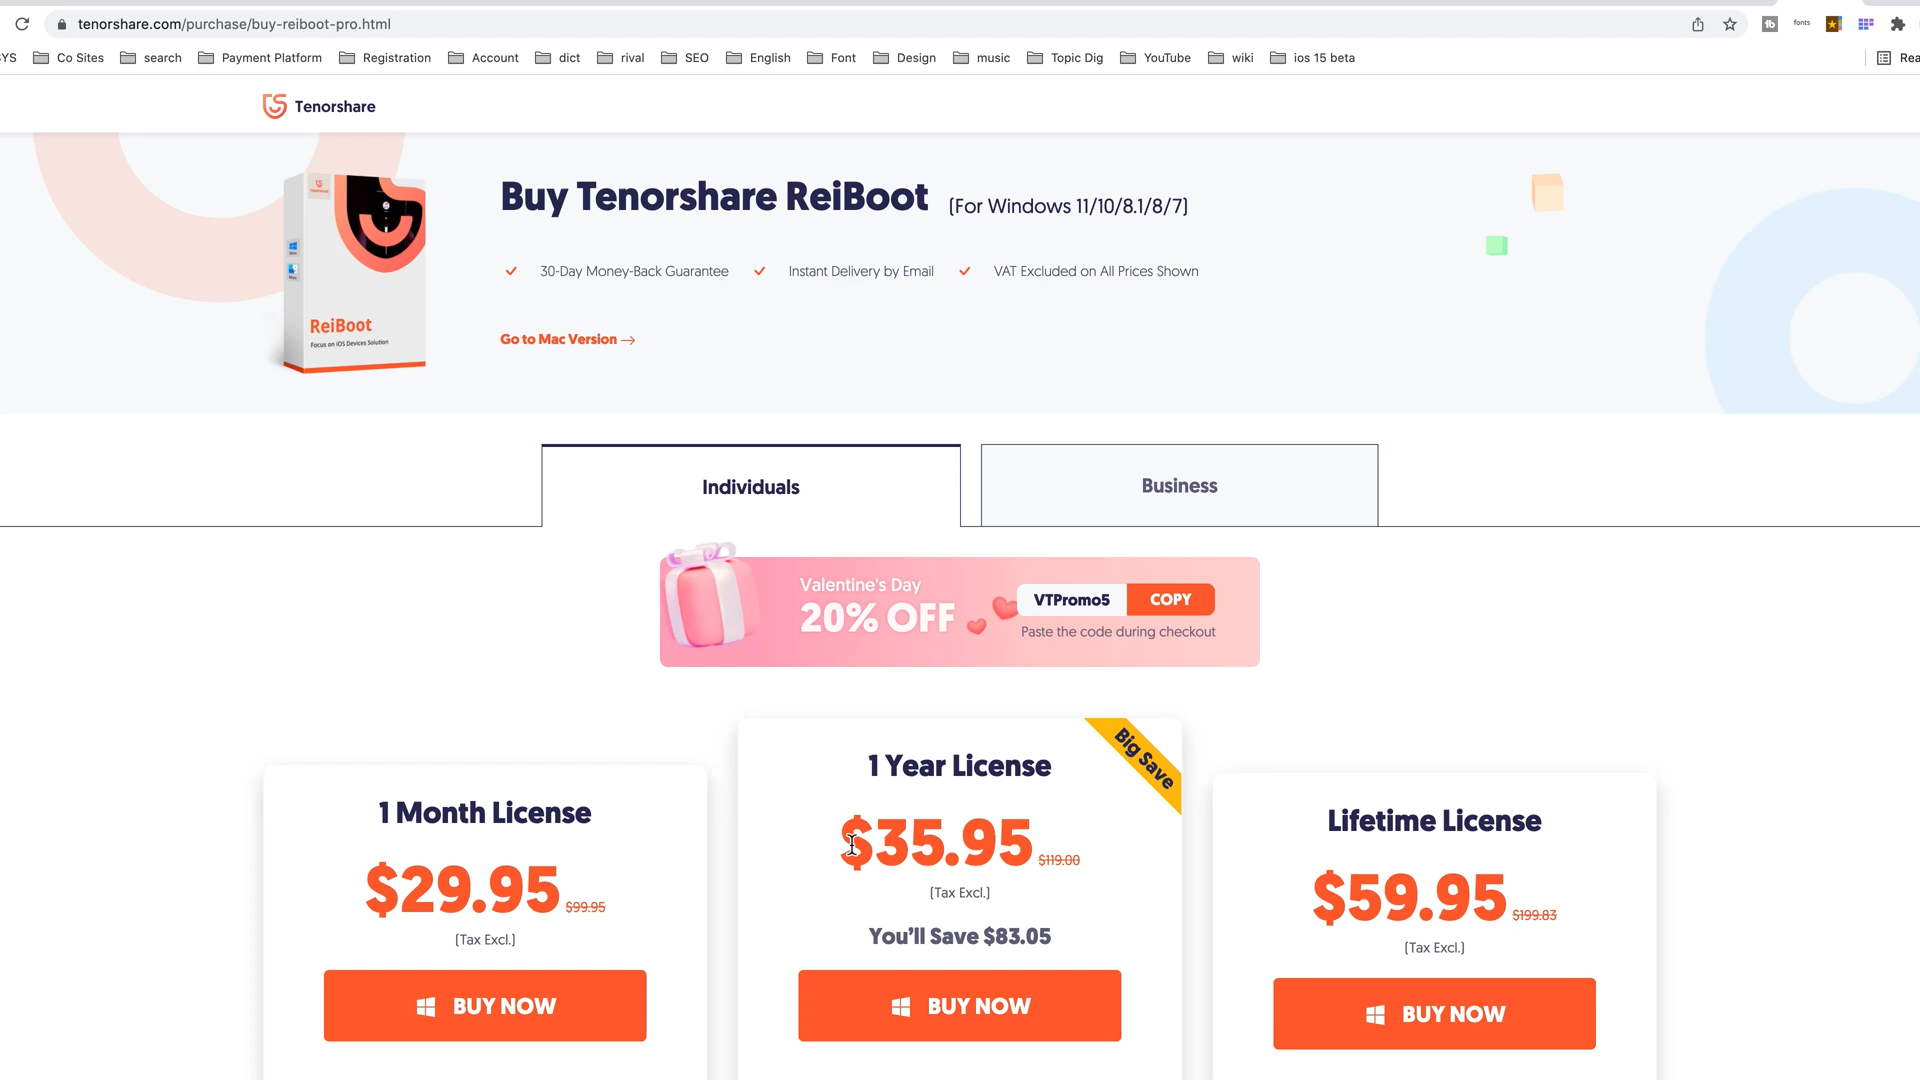 tenorshare.com/purchase/buy-reiboot-pro.html
fonts
YS Co Sites search Payment Platform Registration Account dict rival SEO English Font Design music Topic Dig YouTube wiki ios 15 beta Rea
Tenorshare
Buy Tenorshare ReiBoot (For Windows 11/10/8.1/8/7)
30-Day Money-Back Guarantee Instant Delivery by Email VAT Excluded on All Prices Shown
ReiBoot
Focus on iOS Devices Solution
Go to Mac Version →
Individuals Business
Valentine's Day
20% OFF
VTPromo5 COPY
Paste the code during checkout
1 Month License
$29.95 $99.95
(Tax Excl.)
BUY NOW
Big Save
1 Year License
$35.95 $119.00
(Tax Excl.)
You'll Save $83.05
BUY NOW
Lifetime License
$59.95 $199.83
(Tax Excl.)
BUY NOW